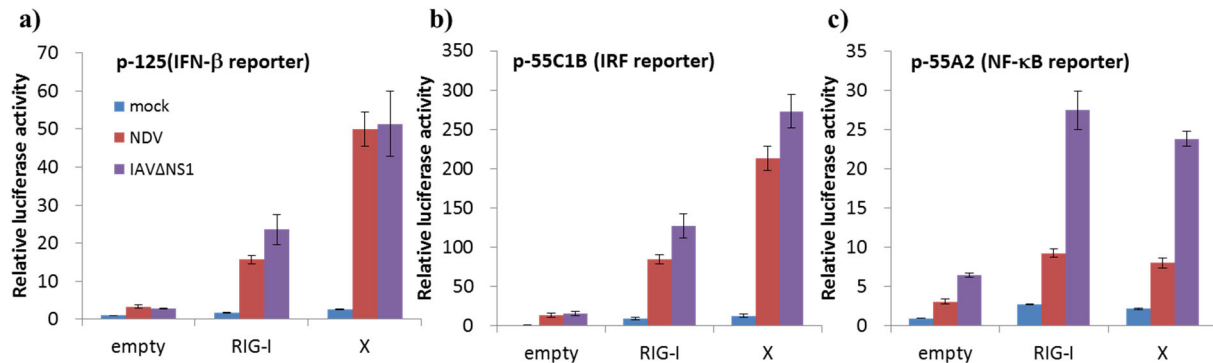 a)
p-125(IFN-β reporter)
Relative luciferase activity
70
60
50
40
30
20
10
0
mock
NDV
IAVΔNS1
empty
RIG-I
X
b)
p-55C1B (IRF reporter)
Relative luciferase activity
350
300
250
200
150
100
50
0
empty
RIG-I
X
c)
p-55A2 (NF-κB reporter)
Relative luciferase activity
35
30
25
20
15
10
5
0
empty
RIG-I
X